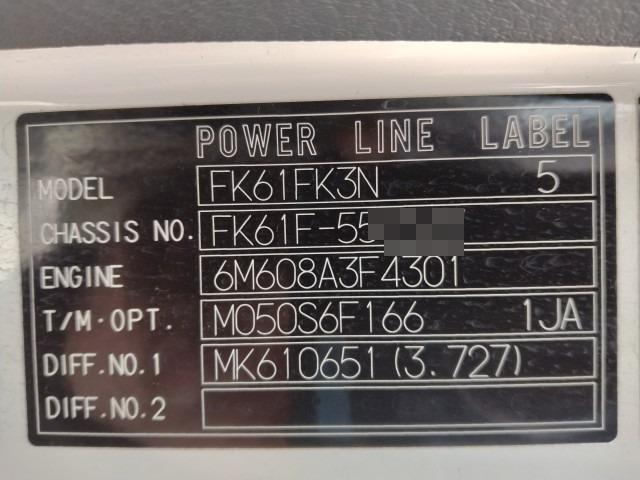 POWER LINE LABEL
MODEL FK61FK3N 5
CHASSIS NO. FK61F-55
ENGINE 6M608A3F4301
T/M·OPT. M050S6F166 1JA
DIFF.NO.1 MK610651 (3.727)
DIFF.NO.2